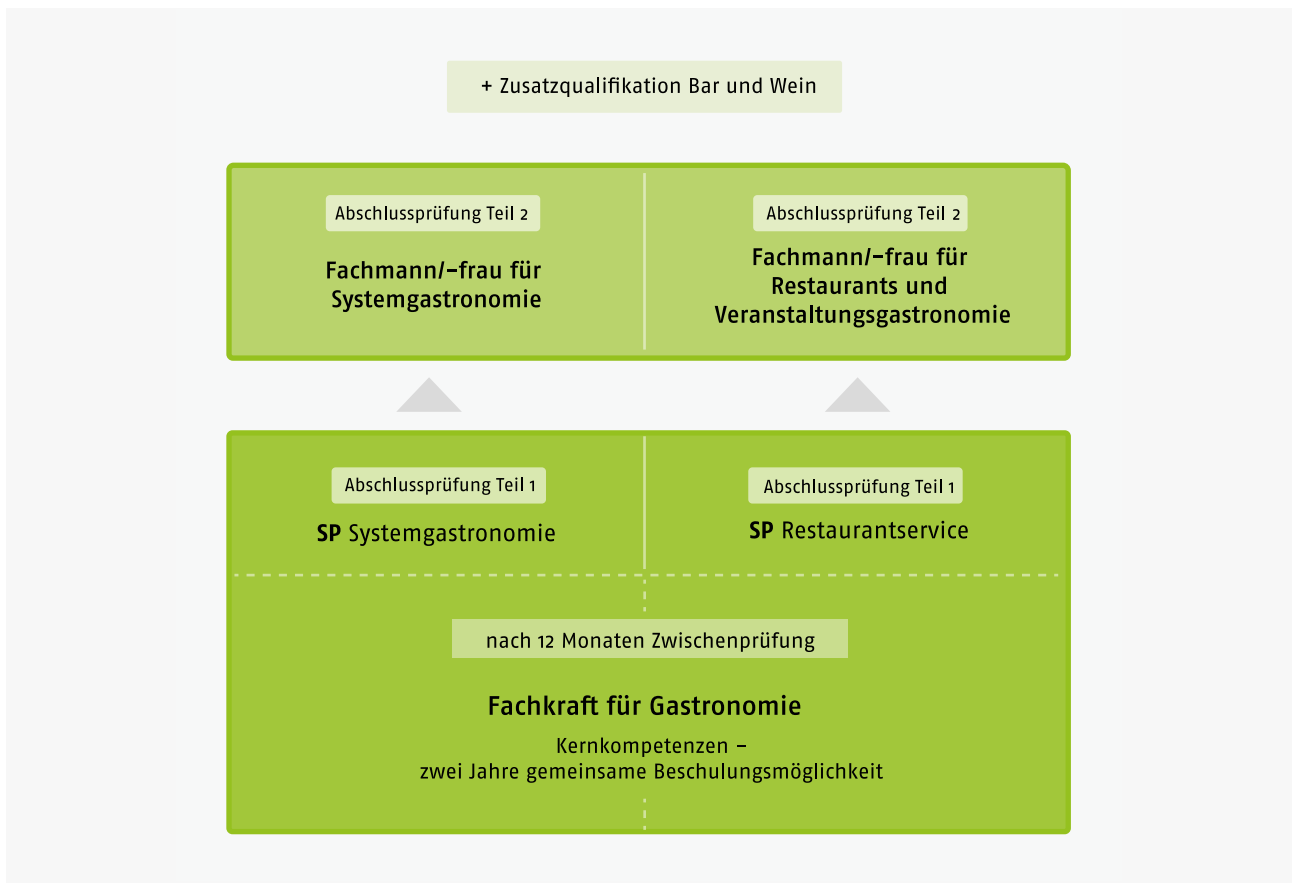 + Zusatzqualifikation Bar und Wein
Abschlussprüfung Teil 2
Fachmann/-frau für
Systemgastronomie
Abschlussprüfung Teil 2
Fachmann/-frau für
Restaurants und
Veranstaltungsgastronomie
Abschlussprüfung Teil 1
SP Systemgastronomie
Abschlussprüfung Teil 1
SP Restaurantservice
nach 12 Monaten Zwischenprüfung
Fachkraft für Gastronomie
Kernkompetenzen –
zwei Jahre gemeinsame Beschulungsmöglichkeit